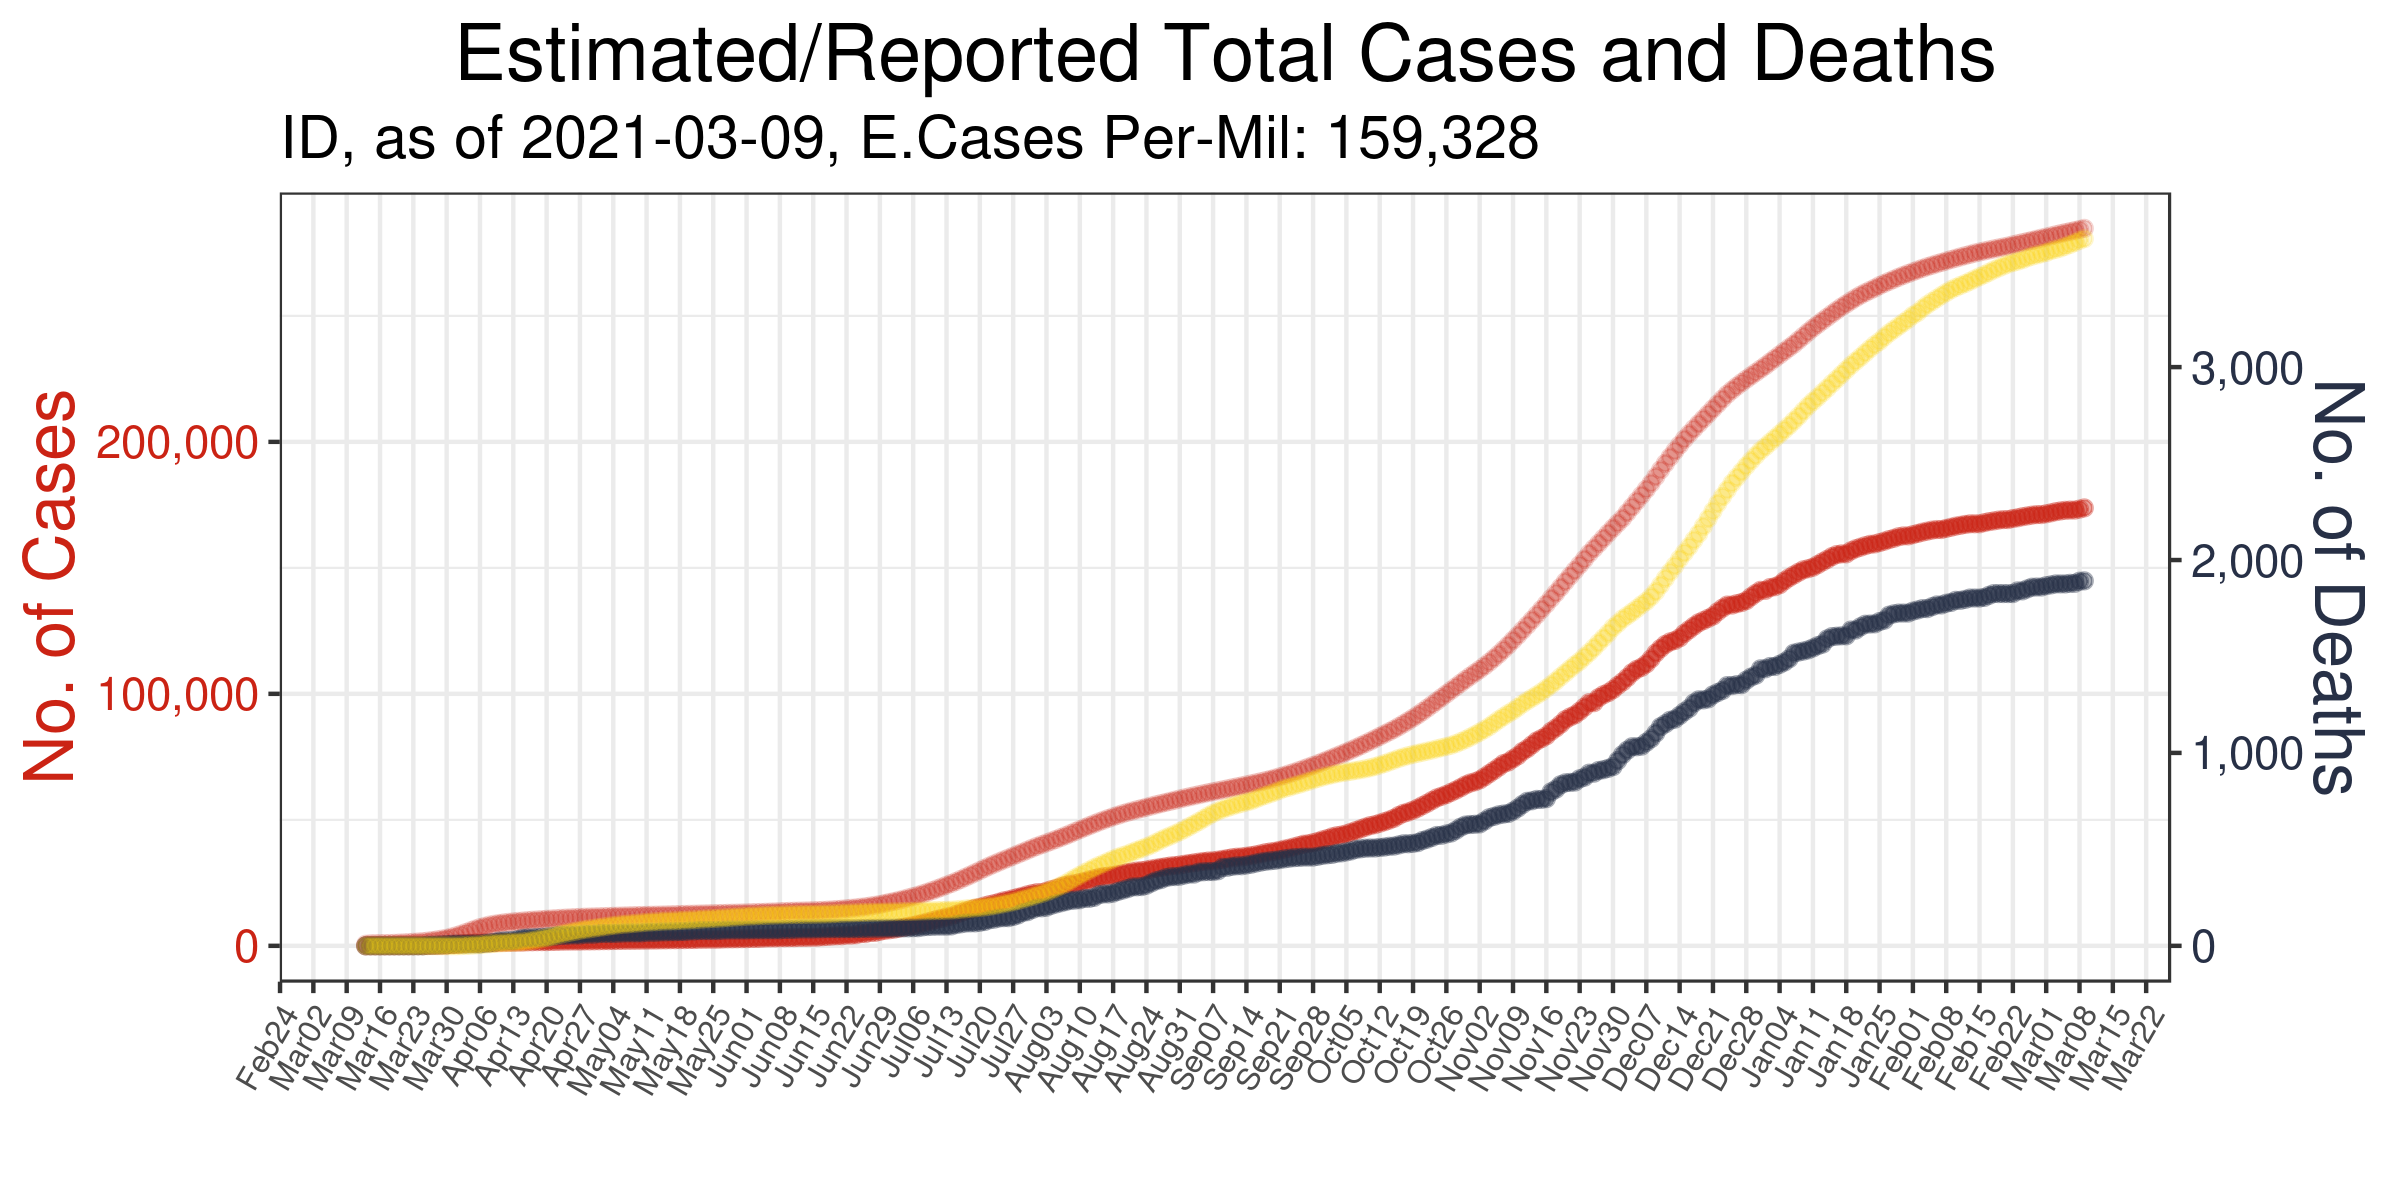 Estimated/Reported Total Cases and Deaths
ID, as of 2021-03-09, E.Cases Per-Mil: 159,328
No. of Cases
200,000
100,000
0
3,000
2,000
1,000
0
No. of Deaths
Feb24
Mar02
Mar09
Mar16
Mar23
Mar30
Apr06
Apr13
Apr20
Apr27
May04
May11
May18
May25
Jun01
Jun08
Jun15
Jun22
Jun29
Jul06
Jul13
Jul20
Jul27
Aug03
Aug10
Aug17
Aug24
Aug31
Sep07
Sep14
Sep21
Sep28
Oct05
Oct12
Oct19
Oct26
Nov02
Nov09
Nov16
Nov23
Nov30
Dec07
Dec14
Dec21
Dec28
Jan04
Jan11
Jan18
Jan25
Feb01
Feb08
Feb15
Feb22
Mar01
Mar08
Mar15
Mar22